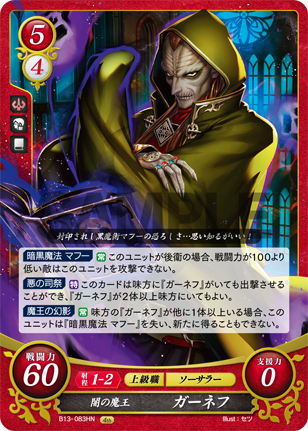 5
4
封印されし黒魔術マフーの恐ろしさ…思い知るがいい!
暗黒魔法 マフー 常 このユニットが後衛の場合、戦闘力が100より
低い敵はこのユニットを攻撃できない。
悪の司祭 特 このカードは味方に『ガーネフ』がいても出撃させる
ことができ、『ガーネフ』が2体以上味方にいてもよい。
魔王の幻影 常 味方の『ガーネフ』が他に1体以上いる場合、このユ
ニットは『暗黒魔法 マフー』を失い、新たに得ることもできない。
戦闘力
60
射程 1-2 上級職 ソーサラー
支援力
0
闇の魔王 ガーネフ
B13-083HN Illust:セツ